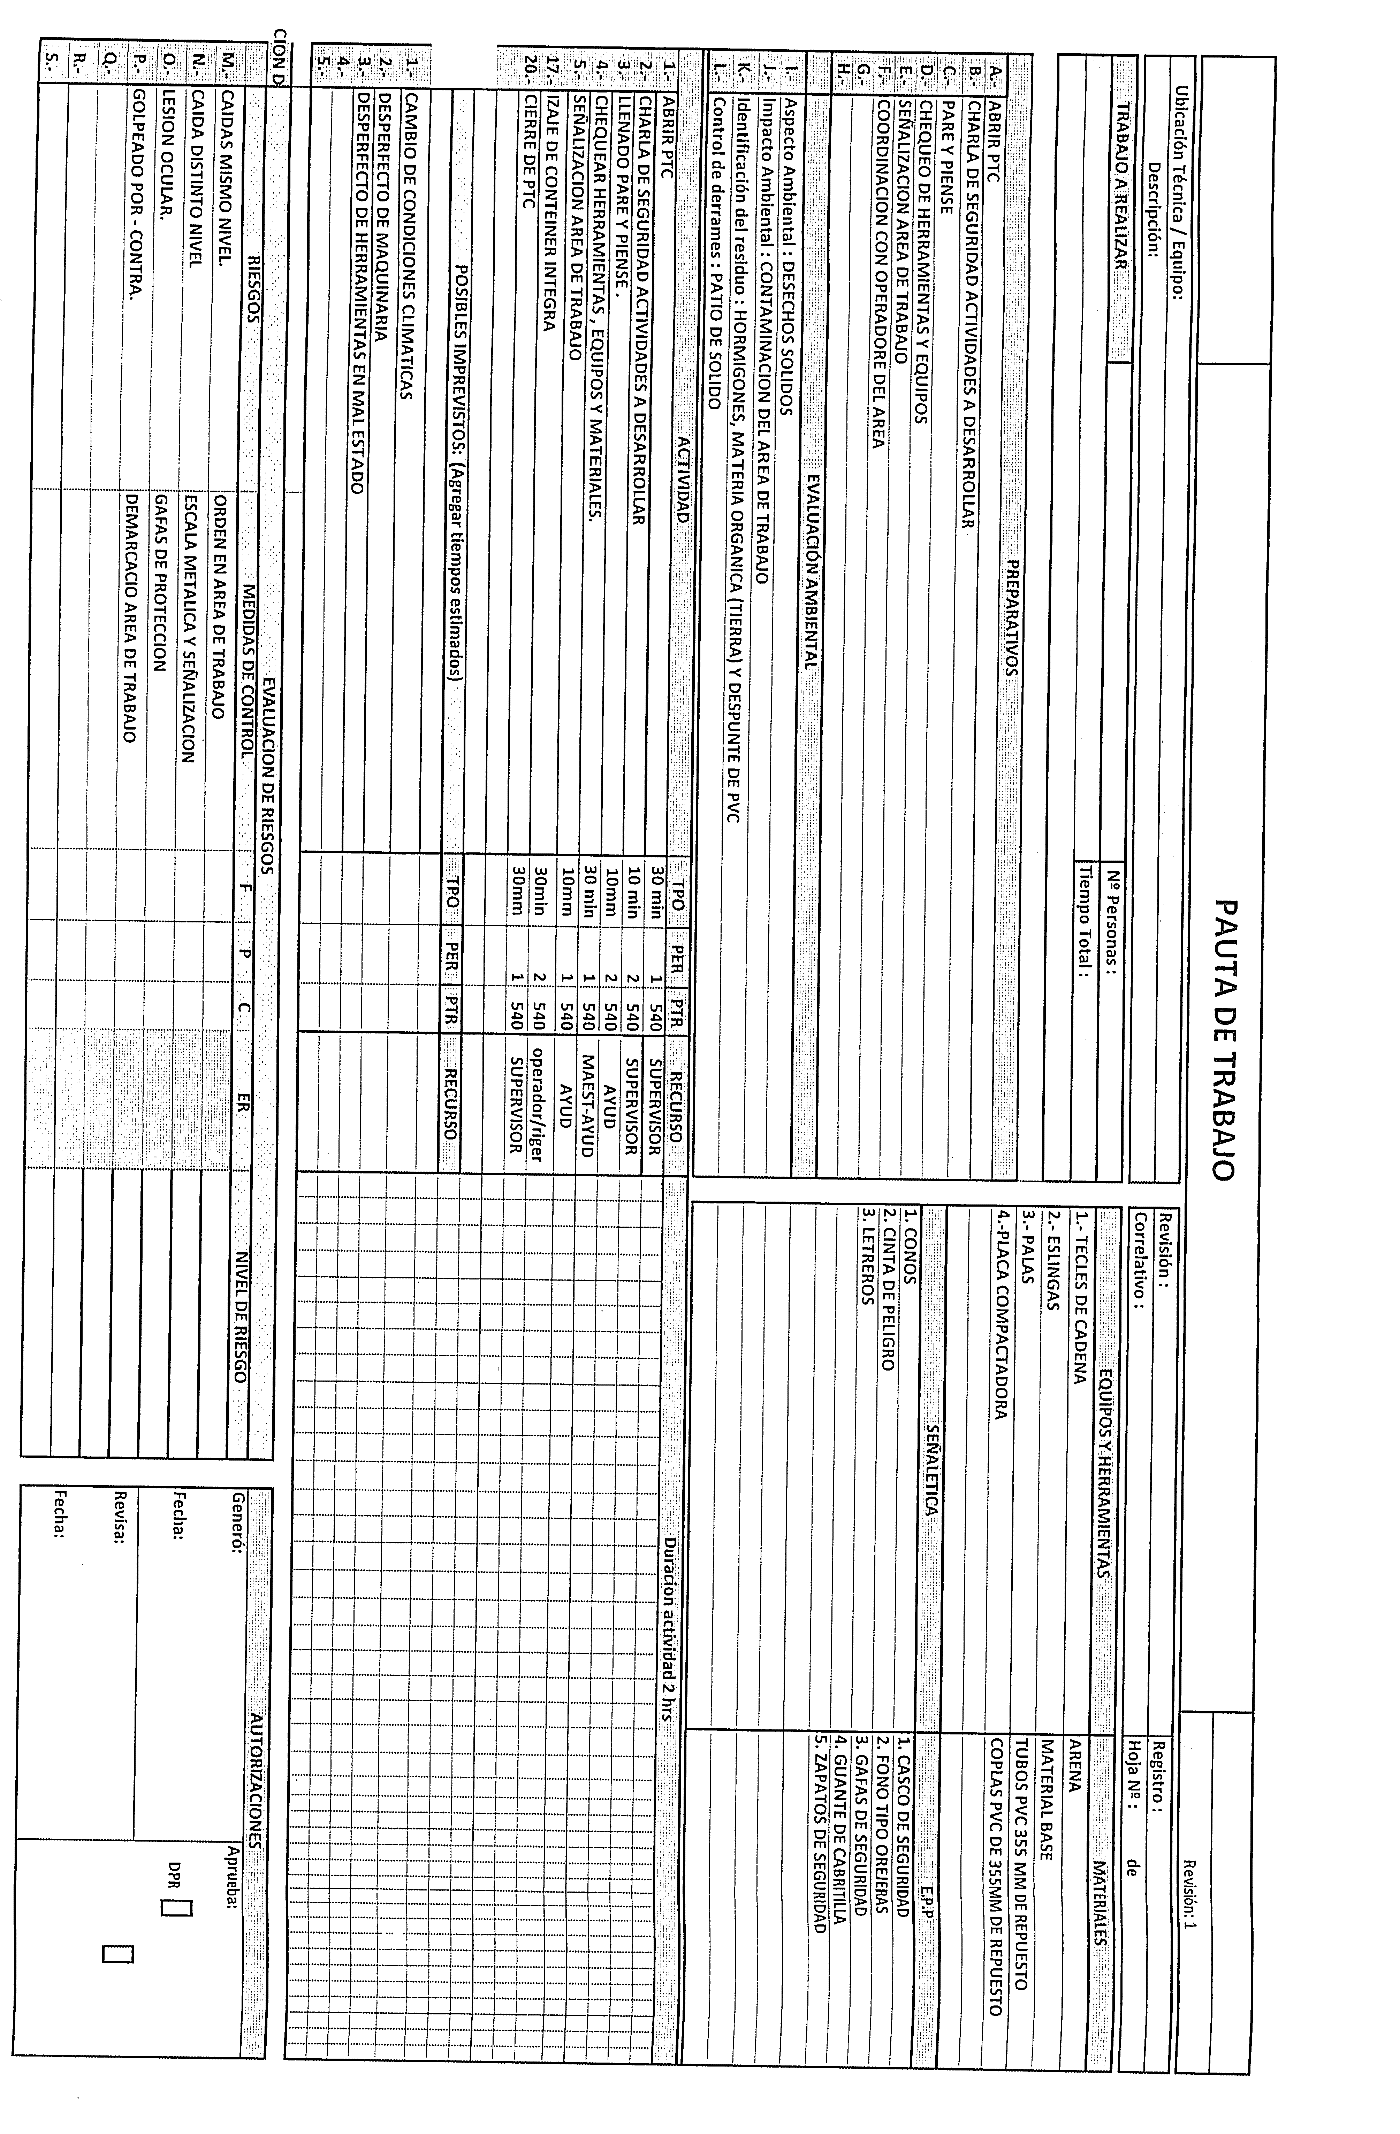 PAUTA DE TRABAJO
Revisión: 1
Ubicación Técnica / Equipo:
Descripción:
Revisión :
Correlativo :
Registro :
Hoja Nº : de
TRABAJO A REALIZAR
Nº Personas :
Tiempo Total :
EQUIPOS Y HERRAMIENTAS
1.- TECLES DE CADENA
2.- ESLINGAS
3.- PALAS
4.-PLACA COMPACTADORA
MATERIALES
ARENA
MATERIAL BASE
TUBOS PVC 355 MM DE REPUESTO
COPLAS PVC DE 355MM DE REPUESTO
PREPARATIVOS
A.- ABRIR PTC
B.- CHARLA DE SEGURIDAD ACTIVIDADES A DESARROLLAR
C.- PARE Y PIENSE
D.- CHEQUEO DE HERRAMIENTAS Y EQUIPOS
E.- SEÑALIZACION AREA DE TRABAJO
F.- COORDINACION CON OPERADORE DEL AREA
G.-
H.-
SEÑALETICA
1. CONOS
2. CINTA DE PELIGRO
3. LETREROS
E.P.P
1. CASCO DE SEGURIDAD
2. FONO TIPO OREJERAS
3. GAFAS DE SEGURIDAD
4. GUANTE DE CABRITILLA
5. ZAPATOS DE SEGURIDAD
EVALUACIÓN AMBIENTAL
I.- Aspecto Ambiental : DESECHOS SOLIDOS
J.- Impacto Ambiental : CONTAMINACION DEL AREA DE TRABAJO
K.- Identificación del residuo : HORMIGONES, MATERIA ORGANICA (TIERRA) Y DESPUNTE DE PVC
L.- Control de derrames : PATIO DE SOLIDO
ACTIVIDAD TPO PER PTR RECURSO Duracion actividad 2 hrs
1.- ABRIR PTC 30 min 1 540 SUPERVISOR
2.- CHARLA DE SEGURIDAD ACTIVIDADES A DESARROLLAR 10 min 2 540 SUPERVISOR
3.- LLENADO PARE Y PIENSE . 10mm 2 540 AYUD
4.- CHEQUEAR HERRAMIENTAS , EQUIPOS Y MATERIALES. 30 min 1 540 MAEST-AYUD
5.- SEÑALIZACION AREA DE TRABAJO 10mm 1 540 AYUD
17.- IZAJE DE CONTEINER INTEGRA 30min 2 540 operador/riger
20.- CIERRE DE PTC 30mm 1 540 SUPERVISOR
POSIBLES IMPREVISTOS: (Agregar tiempos estimados) TPO PER PTR RECURSO
1.- CAMBIO DE CONDICIONES CLIMATICAS
2.- DESPERFECTO DE MAQUINARIA
3.- DESPERFECTO DE HERRAMIENTAS EN MAL ESTADO
4.-
5.-
CION D
EVALUACION DE RIESGOS
RIESGOS MEDIDAS DE CONTROL F P C ER NIVEL DE RIESGO
M.- CAIDAS MISMO NIVEL. ORDEN EN AREA DE TRABAJO
N.- CAIDA DISTINTO NIVEL ESCALA METALICA Y SEÑALIZACION
O.- LESION OCULAR. GAFAS DE PROTECCION
P.- GOLPEADO POR - CONTRA. DEMARCACIO AREA DE TRABAJO
Q.-
R.-
S.-
AUTORIZACIONES
Generó:
Fecha:
Revisa:
Fecha:
Aprueba:
DPR